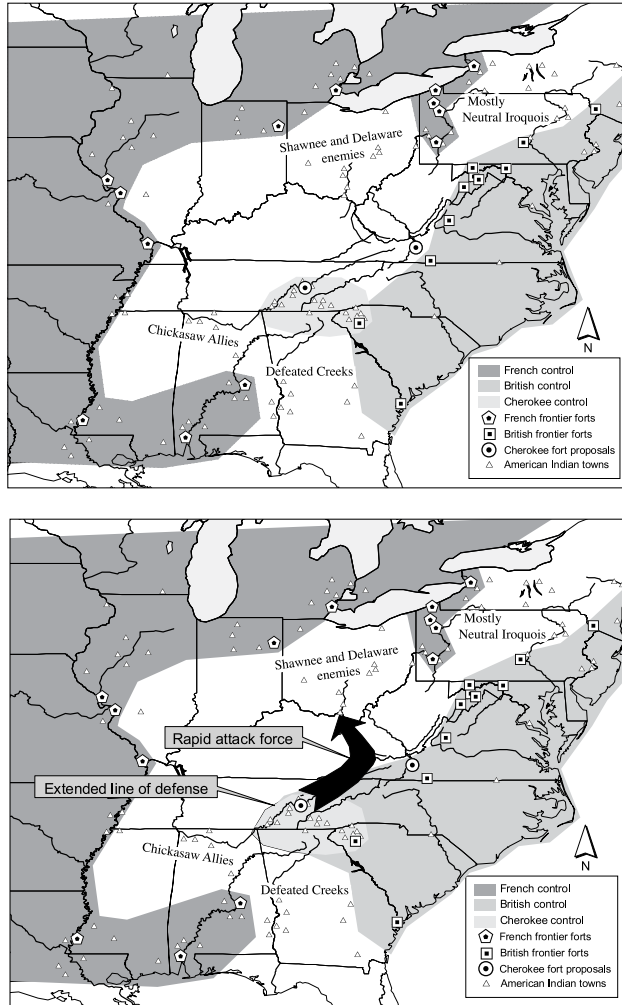 Mostly
Neutral Iroquois
Shawnee and Delaware
enemies
Chickasaw Allies
Defeated Creeks
N
French control
British control
Cherokee control
French frontier forts
British frontier forts
Cherokee fort proposals
American Indian towns
Mostly
Neutral Iroquois
Shawnee and Delaware
enemies
Rapid attack force
Extended line of defense
Chickasaw Allies
Defeated Creeks
N
French control
British control
Cherokee control
French frontier forts
British frontier forts
Cherokee fort proposals
American Indian towns